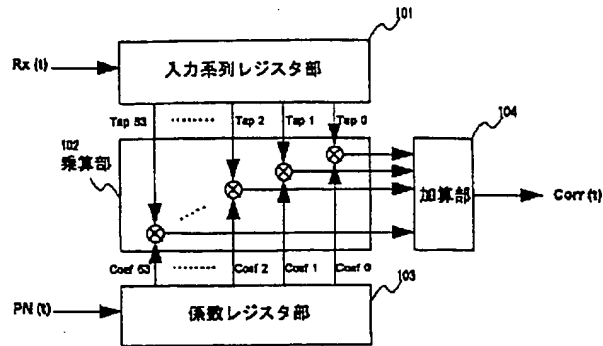 101
Rx (t)
入力系列レジスタ部
Tap 63 ········ Tap 2 Tap 1 Tap 0
104
102
乗算部
加算部
Corr (t)
Coef 63 ········ Coef 2 Coef 1 Coef 0
103
PN (t)
係数レジスタ部